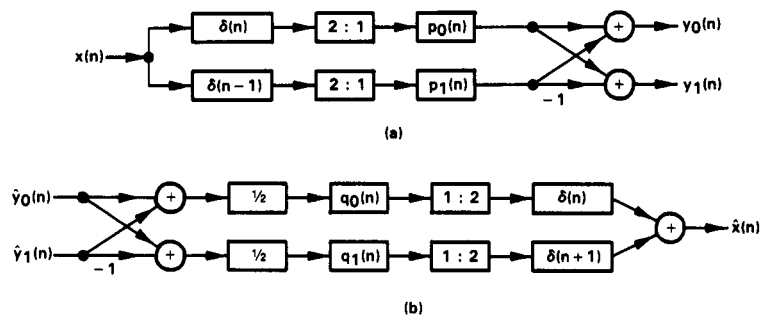 δ(n) 2 : 1 p₀(n) + y₀(n)
x(n)
δ(n−1) 2 : 1 p₁(n) −1 + y₁(n)
(a)
ŷ₀(n) + ½ q₀(n) 1 : 2 δ(n)
+ x̂(n)
ŷ₁(n) −1 + ½ q₁(n) 1 : 2 δ(n+1)
(b)